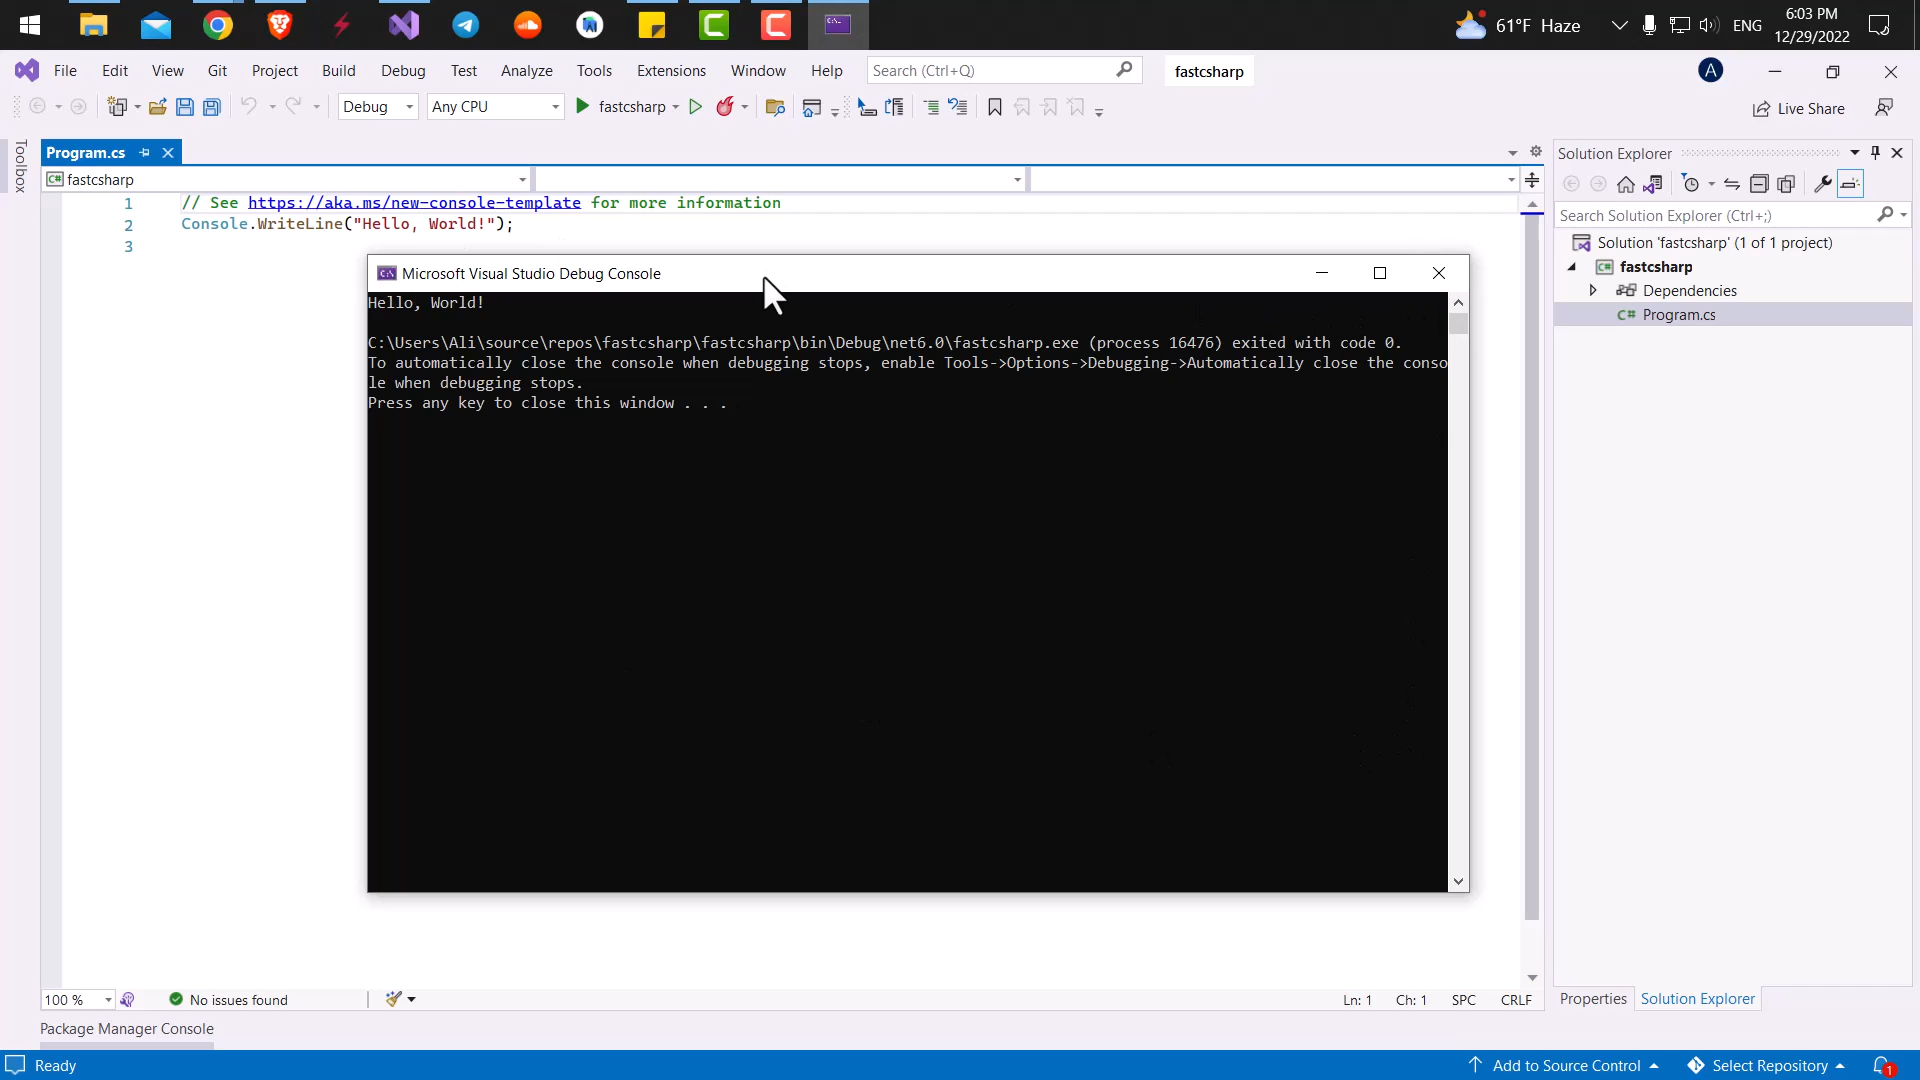 61°F Haze
ENG
6:03 PM
12/29/2022
File Edit View Git Project Build Debug Test Analyze Tools Extensions Window Help
Search (Ctrl+Q)
fastcsharp
A
Debug
Any CPU
fastcsharp
Live Share
Toolbox
Program.cs
fastcsharp
1 // See https://aka.ms/new-console-template for more information
2 Console.WriteLine("Hello, World!");
3
Microsoft Visual Studio Debug Console
Hello, World!
C:\Users\Ali\source\repos\fastcsharp\fastcsharp\bin\Debug\net6.0\fastcsharp.exe (process 16476) exited with code 0.
To automatically close the console when debugging stops, enable Tools->Options->Debugging->Automatically close the conso
le when debugging stops.
Press any key to close this window . . .
Solution Explorer
Search Solution Explorer (Ctrl+;)
Solution 'fastcsharp' (1 of 1 project)
C# fastcsharp
Dependencies
C# Program.cs
100 %
No issues found
Ln: 1 Ch: 1 SPC CRLF
Properties Solution Explorer
Package Manager Console
Ready
Add to Source Control
Select Repository
1